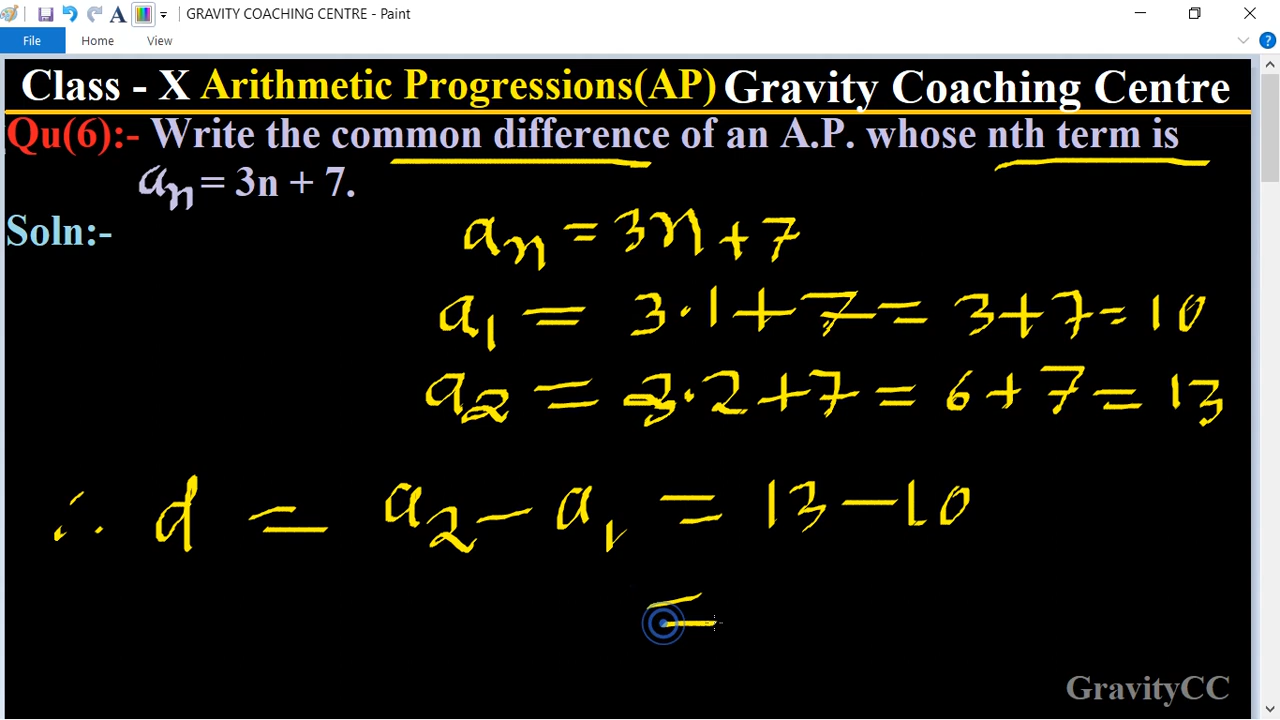 GRAVITY COACHING CENTRE - Paint
File Home View
Class - X Arithmetic Progressions(AP) Gravity Coaching Centre
Qu(6):- Write the common difference of an A.P. whose nth term is
aₙ = 3n + 7.
Soln:-
aₙ = 3n + 7
a₁ = 3·1 + 7 = 3 + 7 = 10
a₂ = 3·2 + 7 = 6 + 7 = 13
∴ d = a₂ - a₁ = 13 - 10
=
GravityCC